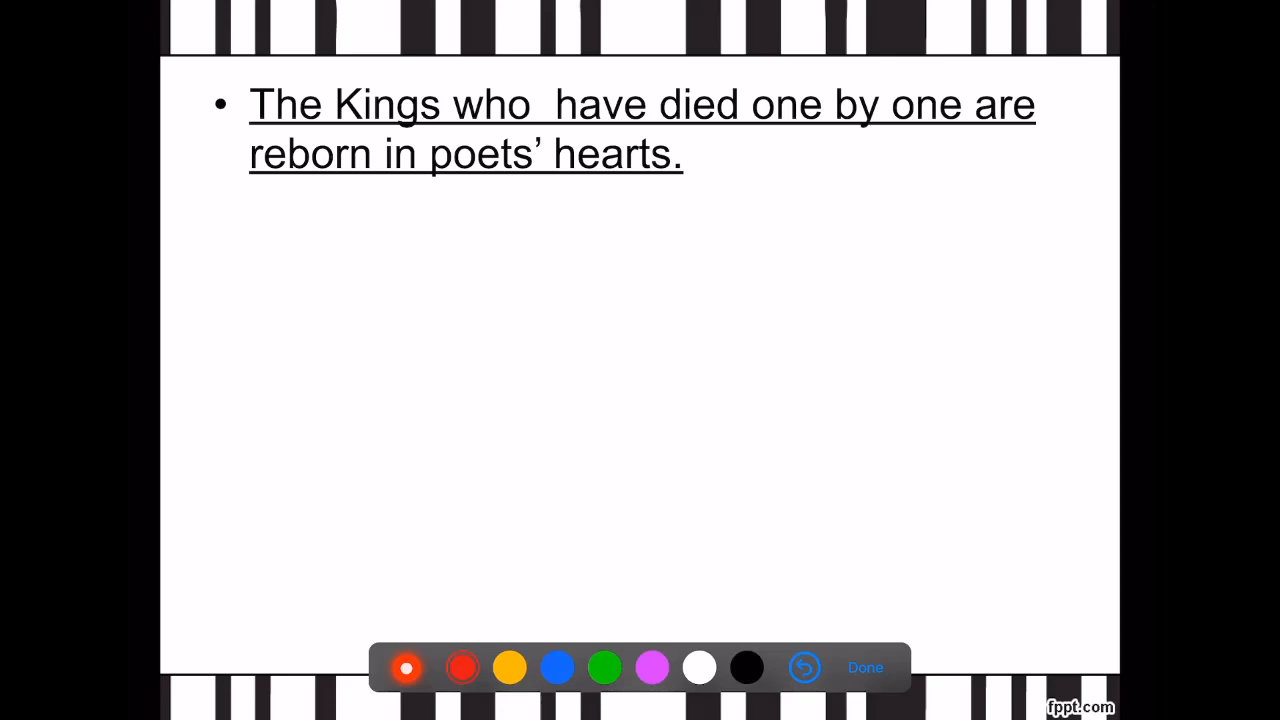 • The Kings who  have died one by one are
reborn in poets’ hearts.
Done
fppt.com